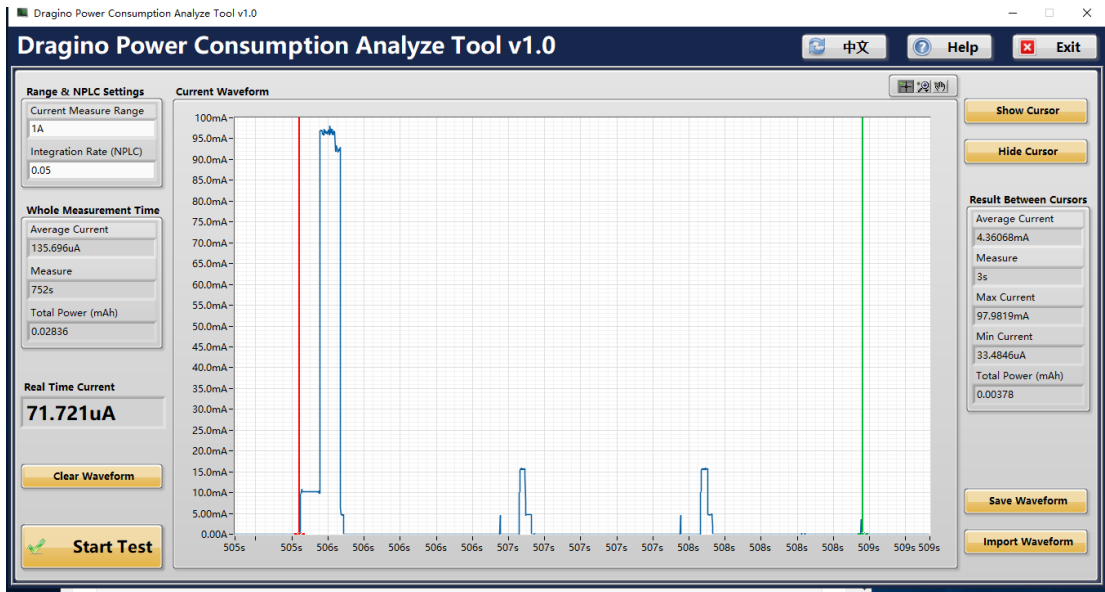 Dragino Power Consumption Analyze Tool v1.0
Dragino Power Consumption Analyze Tool v1.0
中文
Help
Exit
Range & NPLC Settings
Current Measure Range
1A
Integration Rate (NPLC)
0.05
Whole Measurement Time
Average Current
135.696uA
Measure
752s
Total Power (mAh)
0.02836
Real Time Current
71.721uA
Clear Waveform
Start Test
Current Waveform
100mA
95.0mA
90.0mA
85.0mA
80.0mA
75.0mA
70.0mA
65.0mA
60.0mA
55.0mA
50.0mA
45.0mA
40.0mA
35.0mA
30.0mA
25.0mA
20.0mA
15.0mA
10.0mA
5.00mA
0.00A
505s 505s 506s 506s 506s 506s 506s 507s 507s 507s 507s 507s 508s 508s 508s 508s 508s 509s 509s 509s
Show Cursor
Hide Cursor
Result Between Cursors
Average Current
4.36068mA
Measure
3s
Max Current
97.9819mA
Min Current
33.4846uA
Total Power (mAh)
0.00378
Save Waveform
Import Waveform